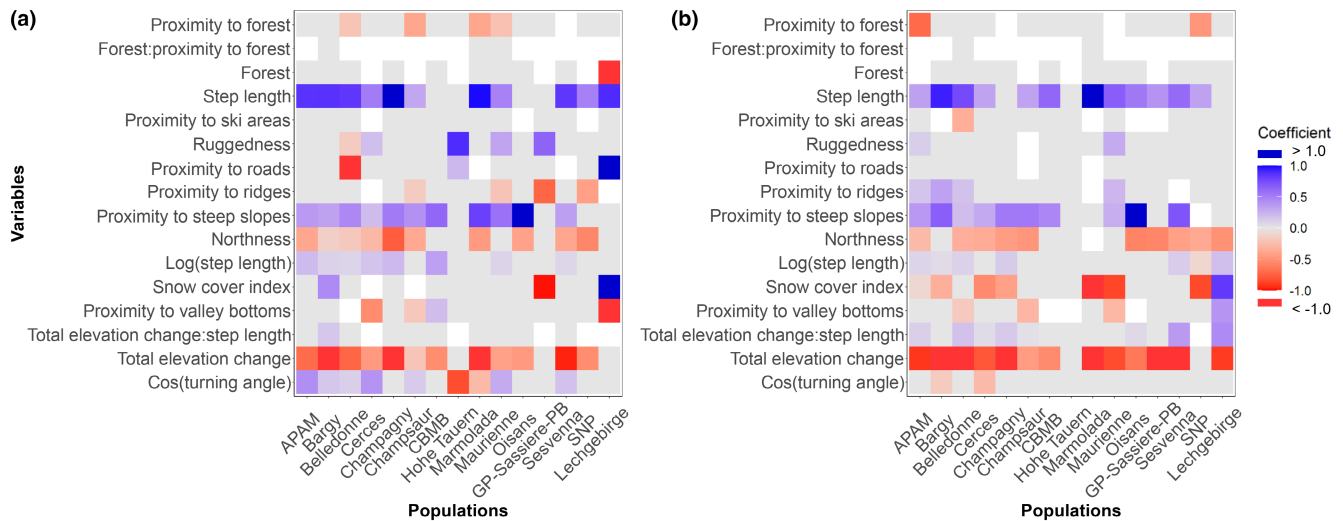 (a)
Variables
Proximity to forest
Forest:proximity to forest
Forest
Step length
Proximity to ski areas
Ruggedness
Proximity to roads
Proximity to ridges
Proximity to steep slopes
Northness
Log(step length)
Snow cover index
Proximity to valley bottoms
Total elevation change:step length
Total elevation change
Cos(turning angle)
APAM
Bargy
Belledonne
Cerces
Champagny
Champsaur
CBMB
Hohe Tauern
Marmolada
Maurienne
Oisans
GP-Sassiere-PB
Sesvenna
SNP
Lechgebirge
Populations
(b)
Proximity to forest
Forest:proximity to forest
Forest
Step length
Proximity to ski areas
Ruggedness
Proximity to roads
Proximity to ridges
Proximity to steep slopes
Northness
Log(step length)
Snow cover index
Proximity to valley bottoms
Total elevation change:step length
Total elevation change
Cos(turning angle)
APAM
Bargy
Belledonne
Cerces
Champagny
Champsaur
CBMB
Hohe Tauern
Marmolada
Maurienne
Oisans
GP-Sassiere-PB
Sesvenna
SNP
Lechgebirge
Populations
Coefficient
> 1.0
1.0
0.5
0.0
-0.5
-1.0
< -1.0